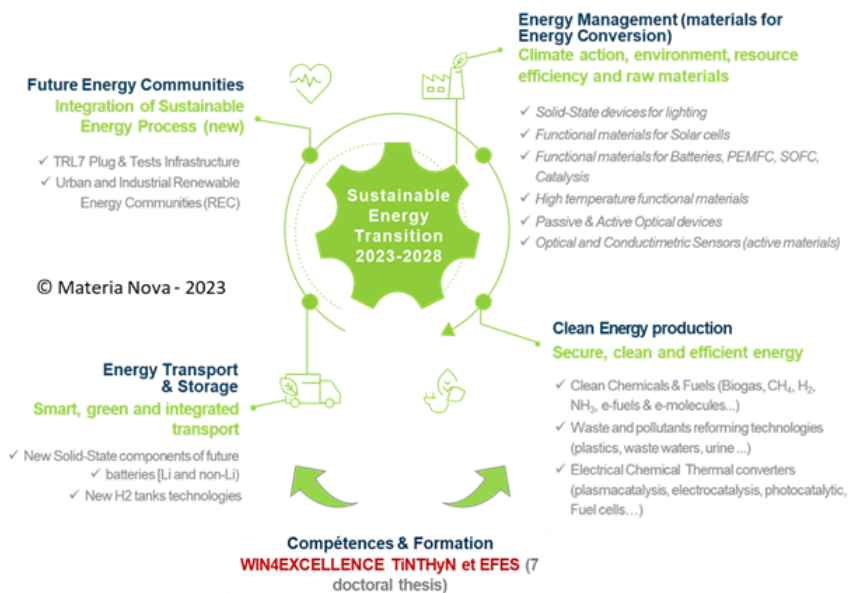 Future Energy Communities
Integration of Sustainable
Energy Process (new)
✓ TRL7 Plug & Tests Infrastructure
✓ Urban and Industrial Renewable
Energy Communities (REC)
Energy Management (materials for
Energy Conversion)
Climate action, environment, resource
efficiency and raw materials
✓ Solid-State devices for lighting
✓ Functional materials for Solar cells
✓ Functional materials for Batteries, PEMFC, SOFC,
Catalysis
✓ High temperature functional materials
✓ Passive & Active Optical devices
✓ Optical and Conductimetric Sensors (active materials)
Sustainable
Energy
Transition
2023-2028
© Materia Nova - 2023
Energy Transport
& Storage
Smart, green and integrated
transport
✓ New Solid-State components of future
✓ batteries [Li and non-Li)
✓ New H2 tanks technologies
Clean Energy production
Secure, clean and efficient energy
✓ Clean Chemicals & Fuels (Biogas, CH₄, H₂,
NH₃, e-fuels & e-molecules...)
✓ Waste and pollutants reforming technologies
(plastics, waste waters, urine ...)
✓ Electrical Chemical Thermal converters
(plasmacatalysis, electrocatalysis, photocatalytic,
Fuel cells…)
Compétences & Formation
WIN4EXCELLENCE TiNTHyN et EFES (7
doctoral thesis)